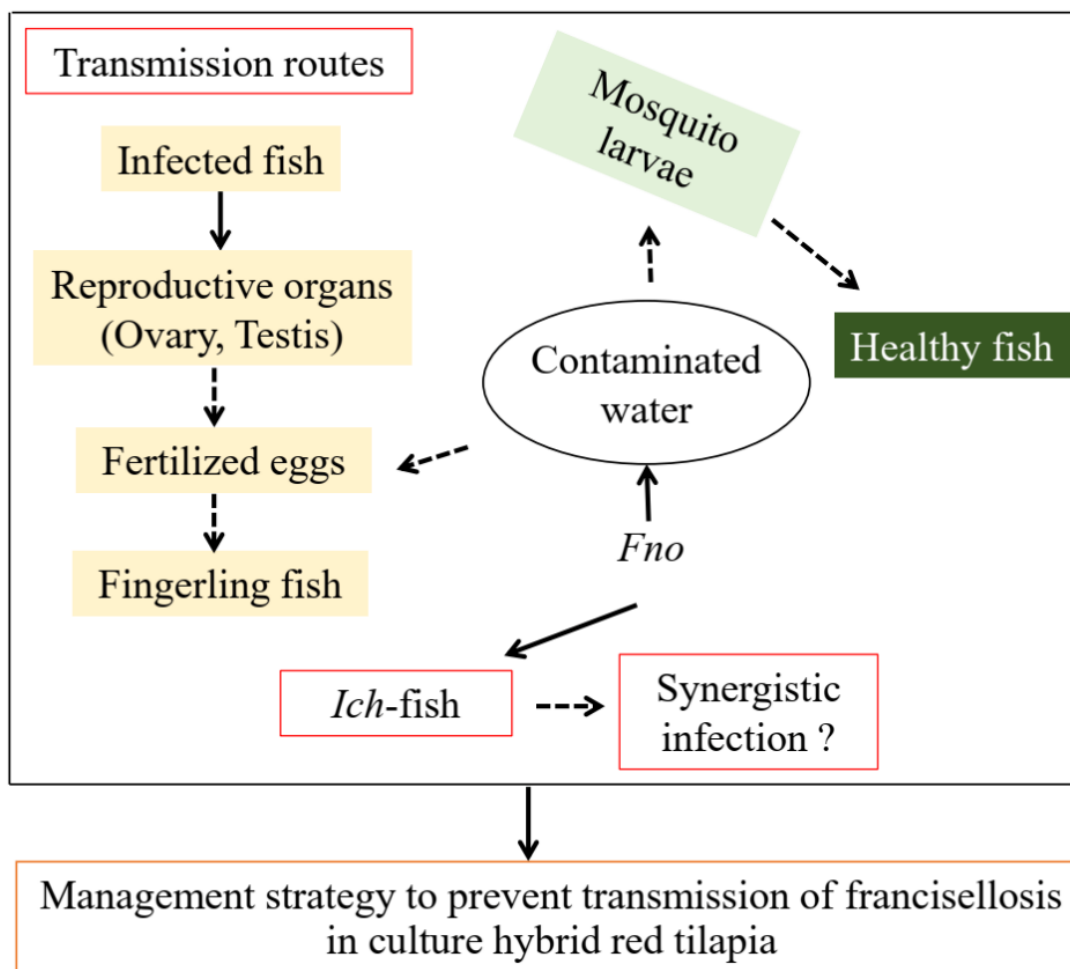 Transmission routes
Infected fish
Reproductive organs
(Ovary, Testis)
Fertilized eggs
Fingerling fish
Mosquito
larvae
Healthy fish
Contaminated
water
Fno
Ich-fish
Synergistic
infection ?
Management strategy to prevent transmission of francisellosis
in culture hybrid red tilapia